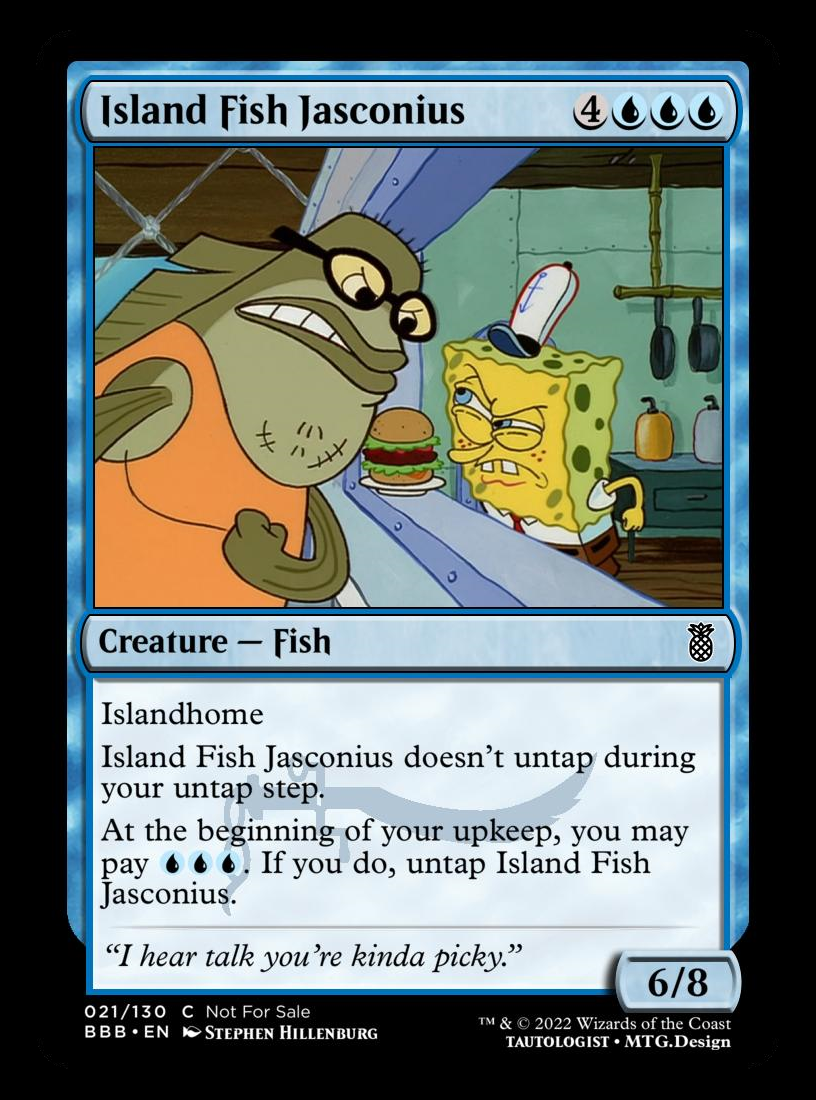 Island Fish Jasconius 4
Creature — Fish
Islandhome
Island Fish Jasconius doesn't untap during
your untap step.
At the beginning of your upkeep, you may
pay . If you do, untap Island Fish
Jasconius.
"I hear talk you're kinda picky."
6/8
021/130 C Not For Sale
BBB • EN Stephen Hillenburg
™ & © 2022 Wizards of the Coast
TAUTOLOGIST • MTG.Design